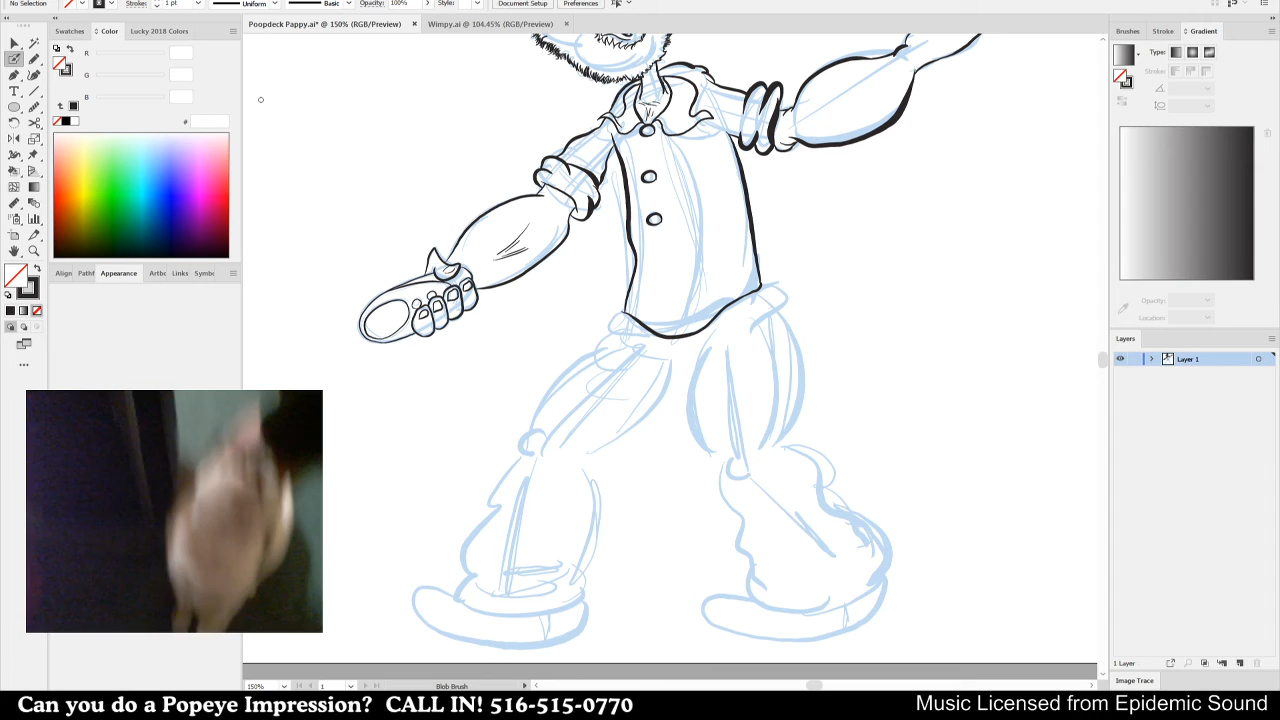 No Selection Stroke: 1 pt Uniform Basic Opacity: 100% Style: Document Setup Preferences
Poopdeck Pappy.ai* @ 150% (RGB/Preview) × Wimpy.ai @ 104.45% (RGB/Preview) ×
Swatches Color Lucky 2018 Colors
R
G
B
#
Align Pathf Appearance Artbo Links Symbo
Brushes Stroke Gradient
Type:
Stroke:
Opacity:
Location:
Layers
Layer 1
1 Layer
Image Trace
150% 1 Blob Brush
Can you do a Popeye Impression? CALL IN! 516-515-0770
Music Licensed from Epidemic Sound